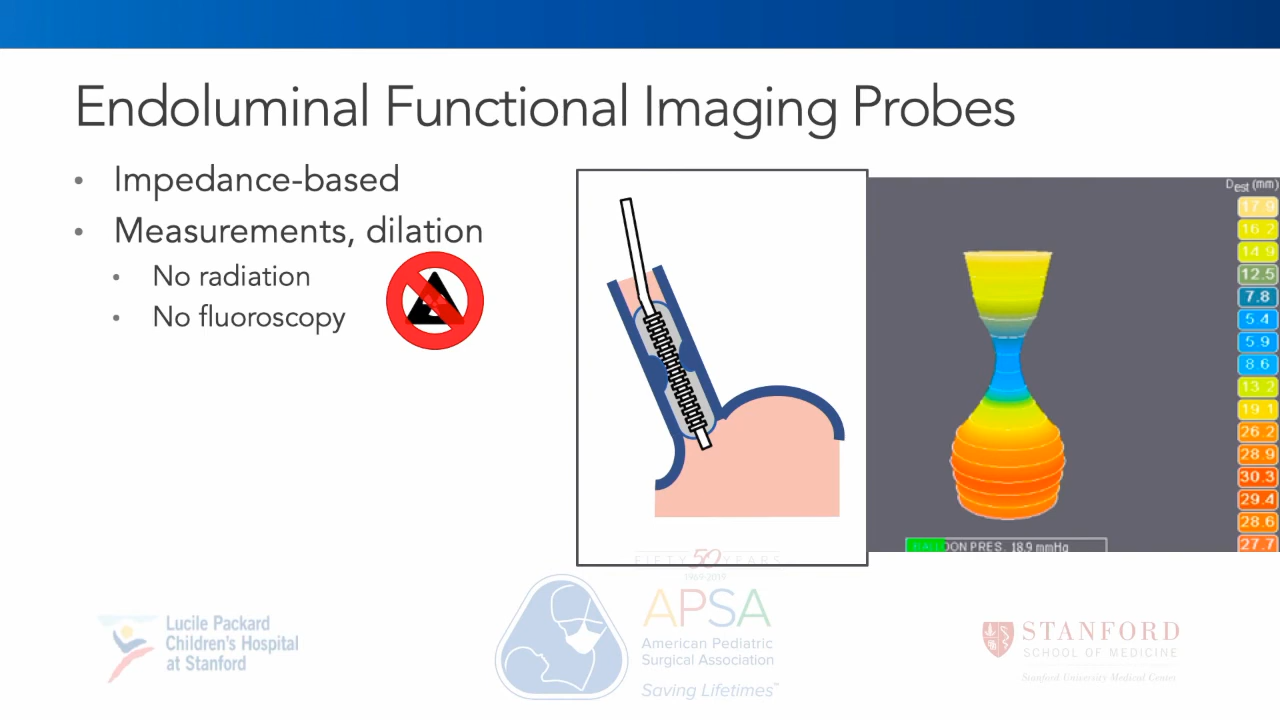 Endoluminal Functional Imaging Probes
• Impedance-based
• Measurements, dilation
• No radiation
• No fluoroscopy
Dest (mm)
17.9
16.2
14.9
12.5
7.8
5.4
5.9
8.6
13.2
19.1
26.2
28.9
30.3
29.4
28.6
27.7
BALLOON PRES. 18.9 mmHg
FIFTY 50 YEARS
APSA
American Pediatric
Surgical Association
Saving Lifetimes™
Lucile Packard
Children's Hospital
at Stanford
STANFORD
SCHOOL OF MEDICINE
Stanford University Medical Center